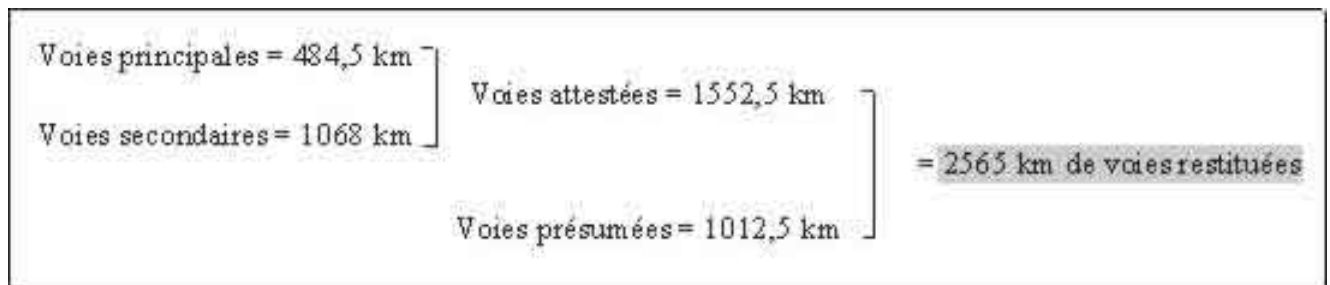 Voies principales = 484,5 km
Voies attestées = 1552,5 km
Voies secondaires = 1068 km
= 2565 km de voies restituées
Voies présumées = 1012,5 km